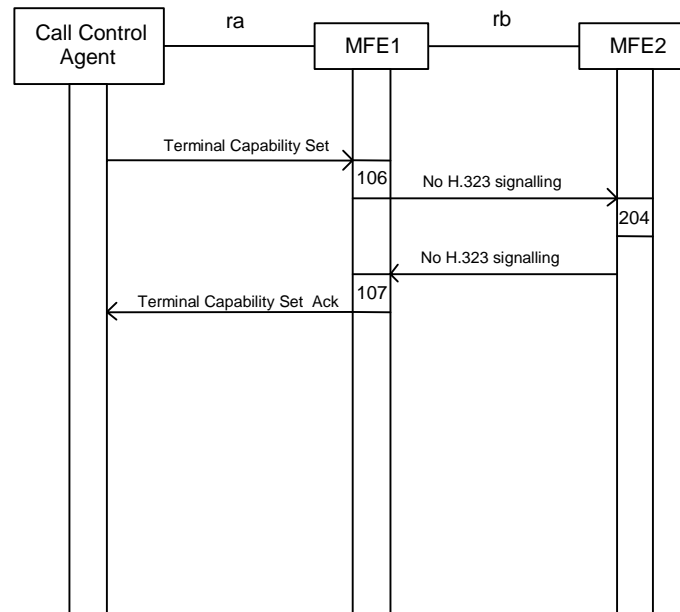 Call Control
Agent
ra
MFE1
rb
MFE2
Terminal Capability Set
106
No H.323 signalling
204
No H.323 signalling
107
Terminal Capability Set Ack